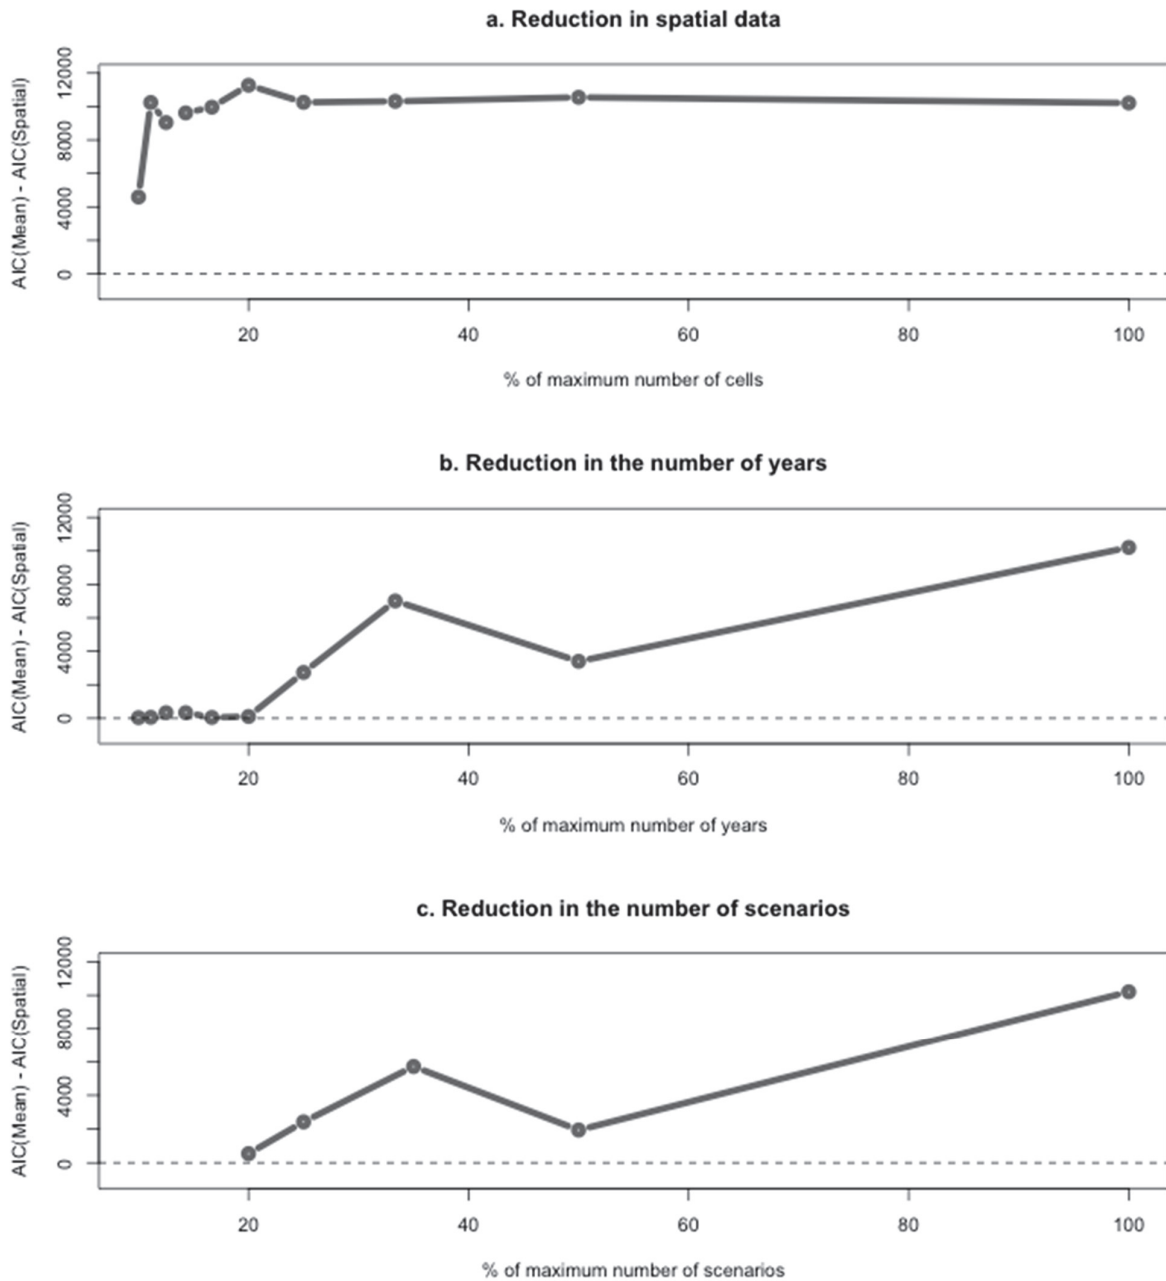 a. Reduction in spatial data
AIC(Mean) - AIC(Spatial)
12000
8000
4000
0
20 40 60 80 100
% of maximum number of cells
b. Reduction in the number of years
AIC(Mean) - AIC(Spatial)
12000
8000
4000
0
20 40 60 80 100
% of maximum number of years
c. Reduction in the number of scenarios
AIC(Mean) - AIC(Spatial)
12000
8000
4000
0
20 40 60 80 100
% of maximum number of scenarios